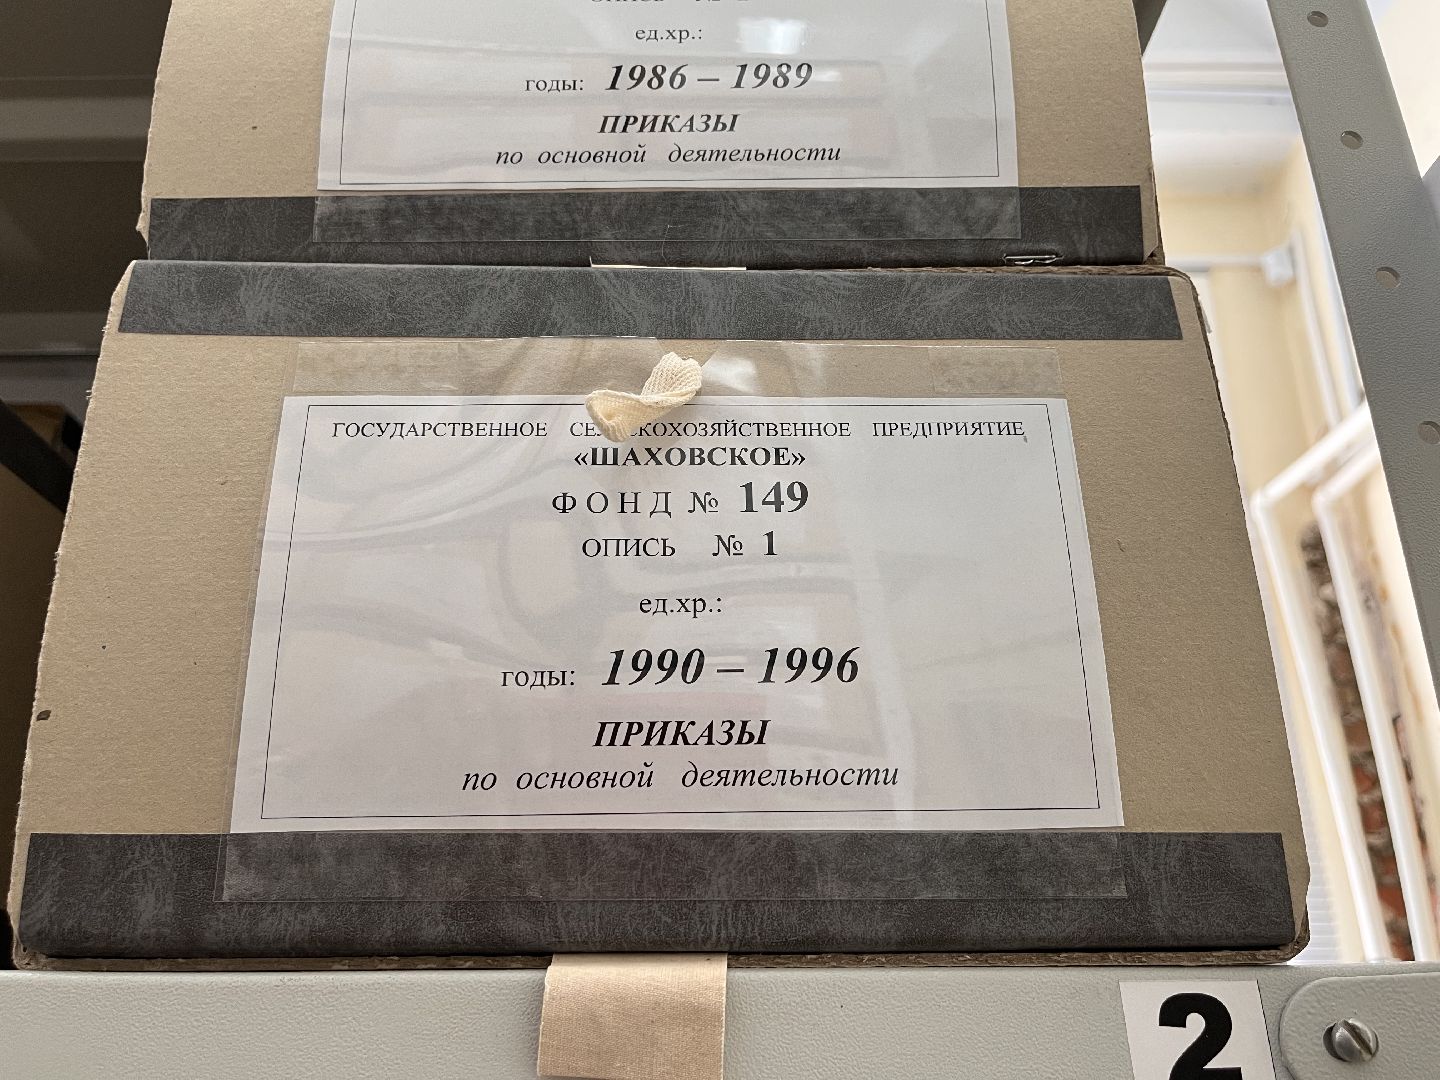 ед.хр.:
годы: 1986 – 1989
ПРИКАЗЫ
по основной деятельности
ГОСУДАРСТВЕННОЕ СЕЛЬСКОХОЗЯЙСТВЕННОЕ ПРЕДПРИЯТИЕ
«ШАХОВСКОЕ»
ФОНД № 149
ОПИСЬ № 1
ед.хр.:
годы: 1990 – 1996
ПРИКАЗЫ
по основной деятельности
2